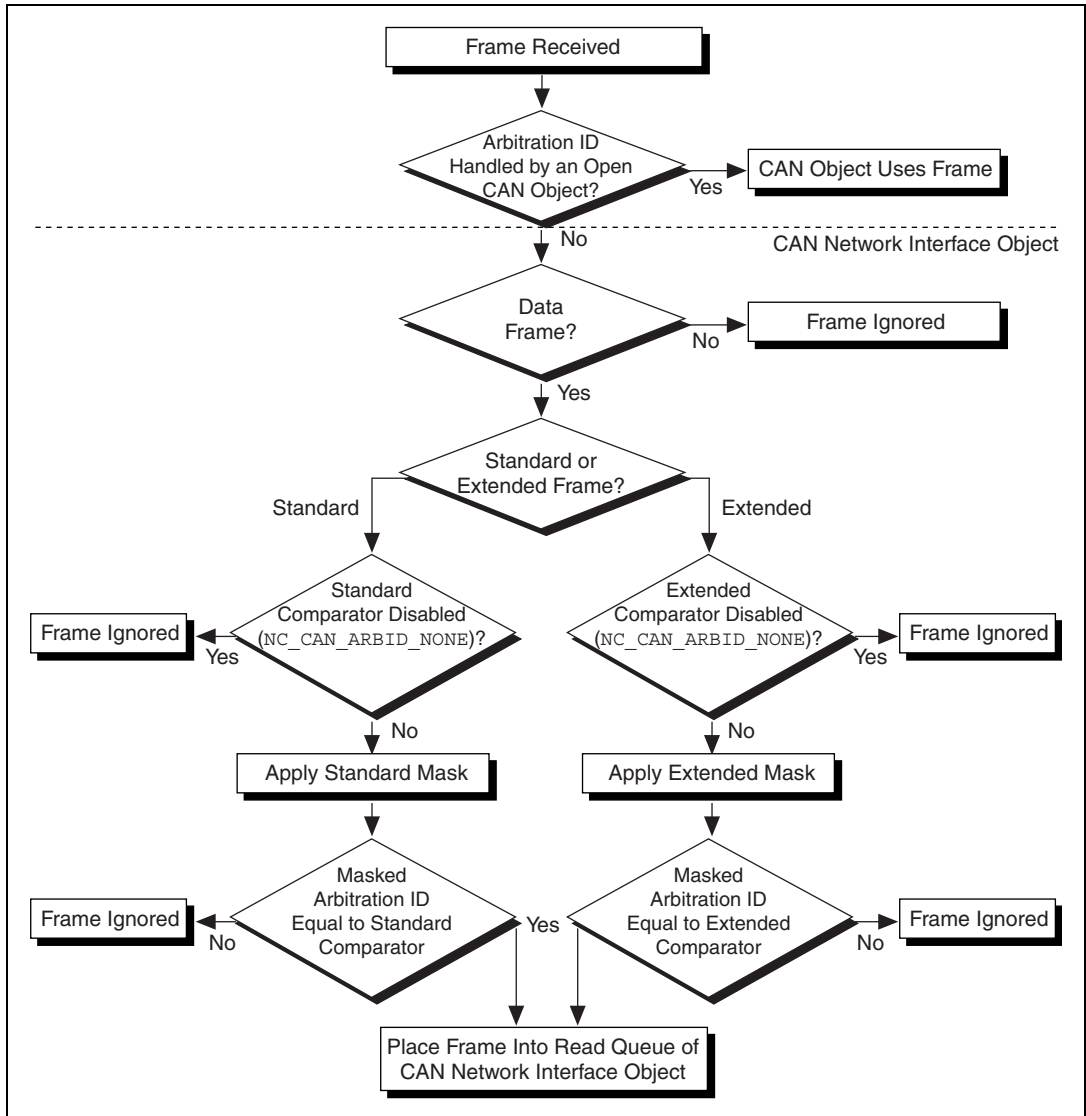 Frame Received
Arbitration ID
Handled by an Open
CAN Object?
Yes
CAN Object Uses Frame
No
CAN Network Interface Object
Data
Frame?
No
Frame Ignored
Yes
Standard or
Extended Frame?
Standard
Extended
Standard
Comparator Disabled
(NC_CAN_ARBID_NONE)?
Frame Ignored
Yes
Extended
Comparator Disabled
(NC_CAN_ARBID_NONE)?
Yes
Frame Ignored
No
No
Apply Standard Mask
Apply Extended Mask
Masked
Arbitration ID
Equal to Standard
Comparator
Frame Ignored
No
Yes
Masked
Arbitration ID
Equal to Extended
Comparator
No
Frame Ignored
Place Frame Into Read Queue of
CAN Network Interface Object